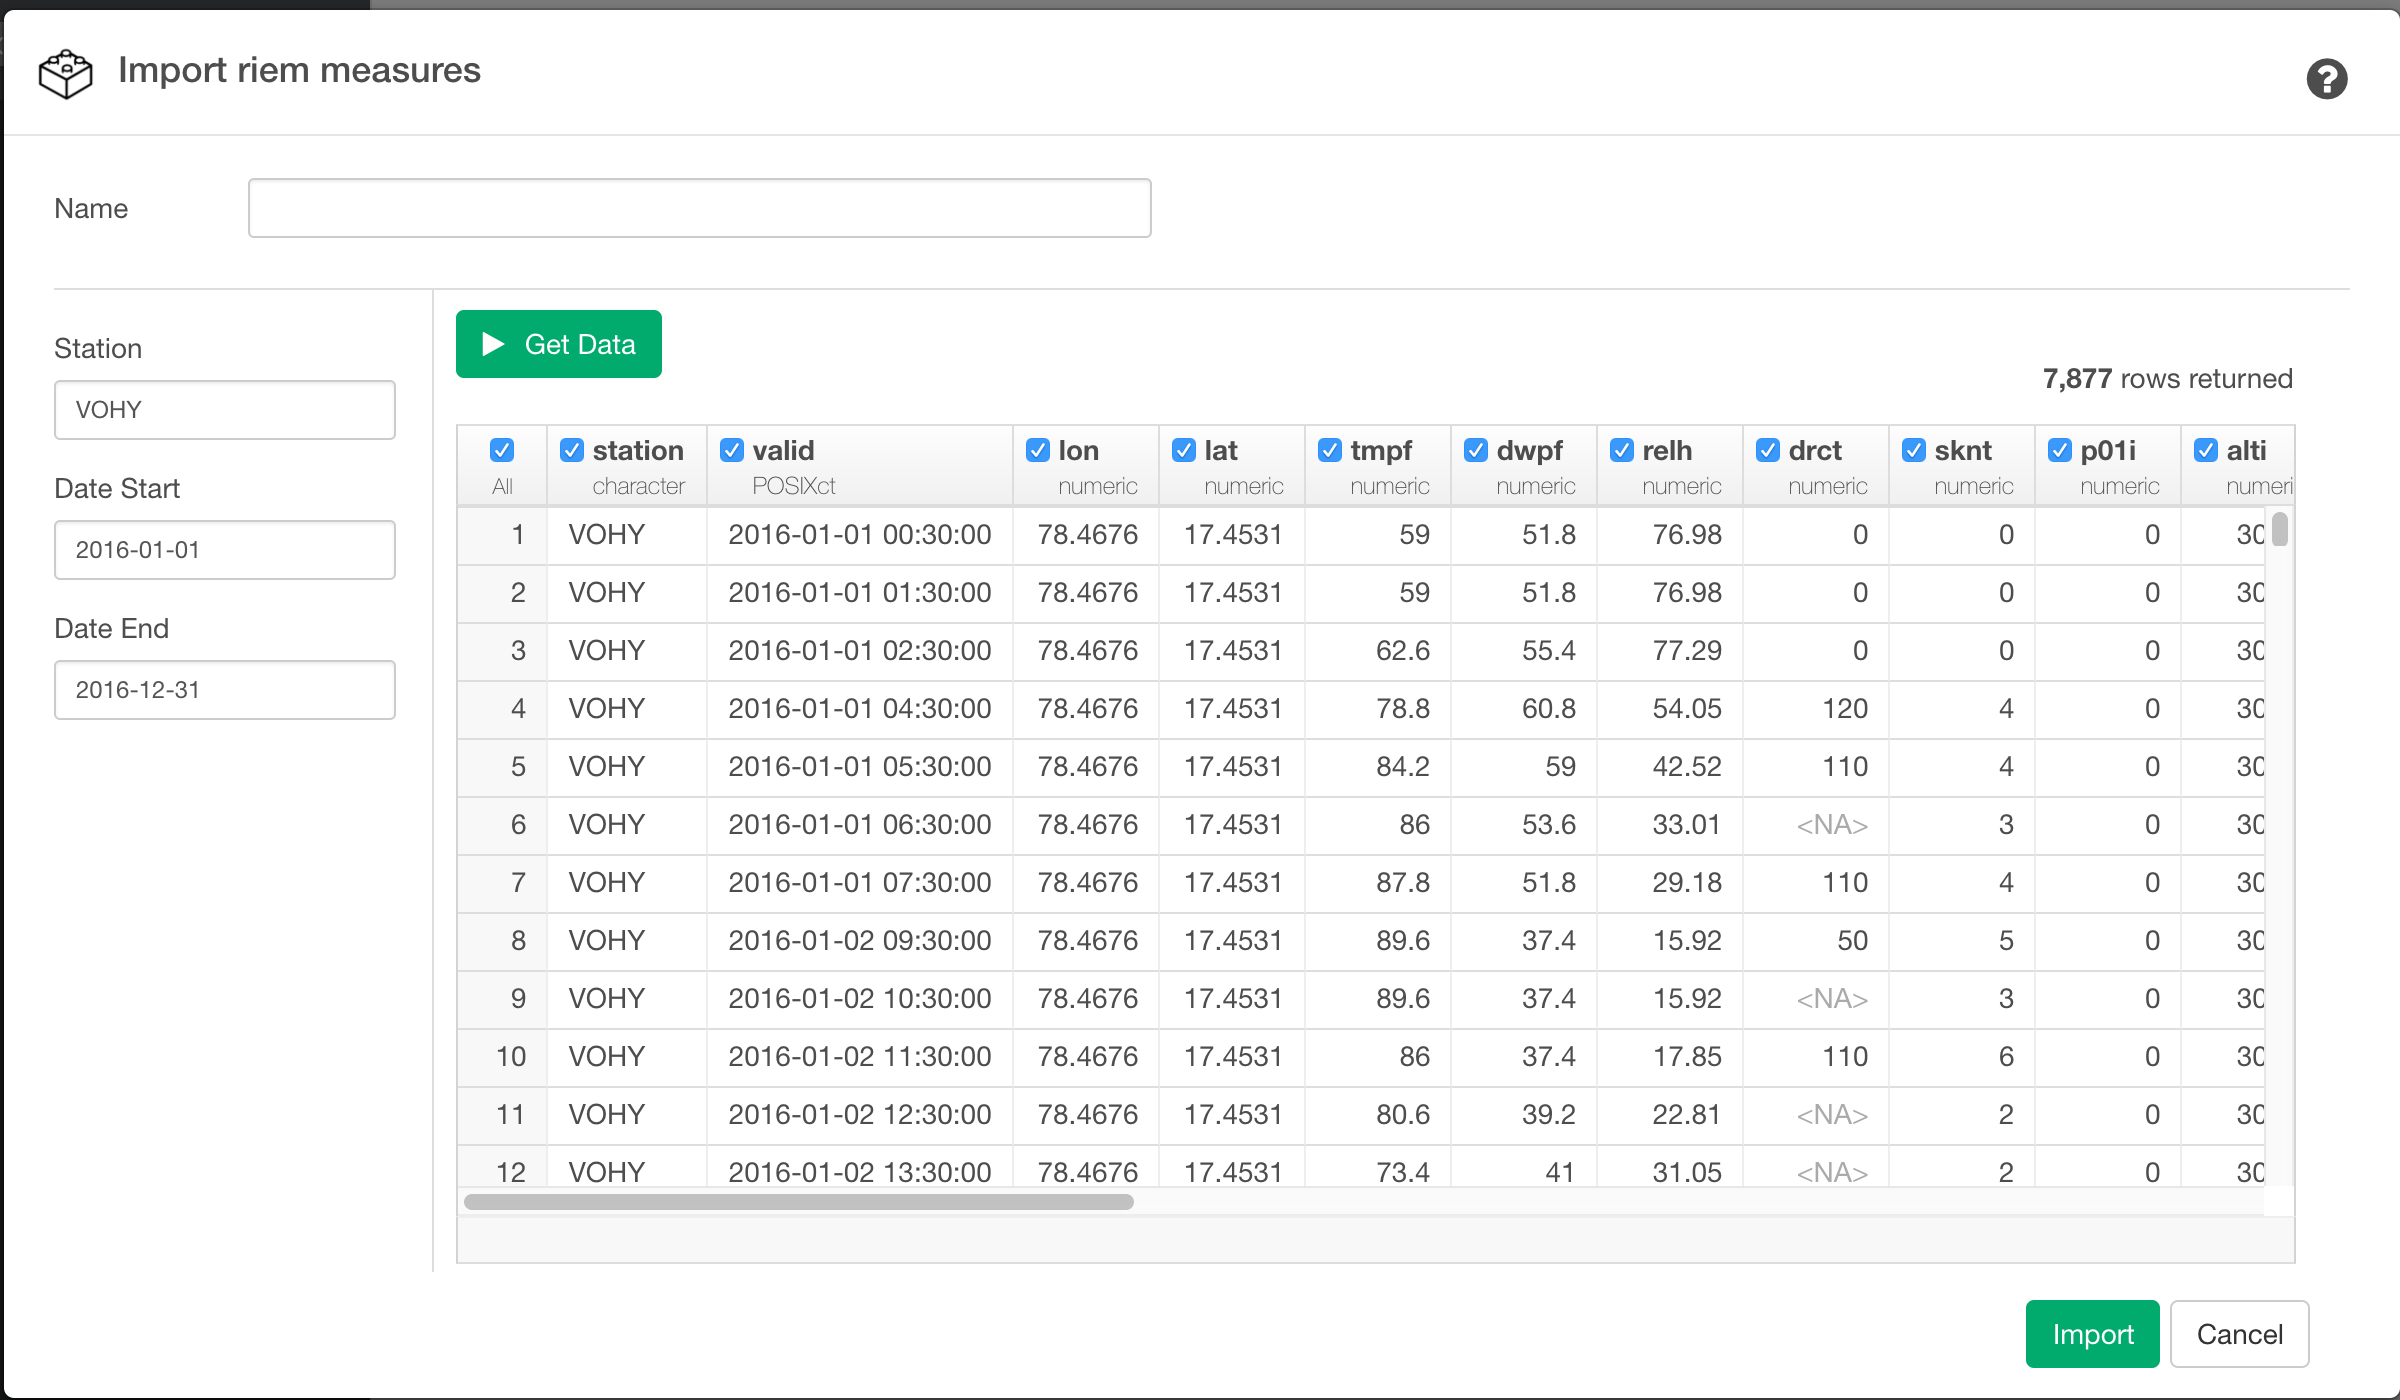 Import riem measures
?
Name
Station
VOHY
Date Start
2016-01-01
Date End
2016-12-31
Get Data
7,877 rows returned
station valid lon lat tmpf dwpf relh drct sknt p01i alti
All character POSIXct numeric numeric numeric numeric numeric numeric numeric numeric numeri
1 VOHY 2016-01-01 00:30:00 78.4676 17.4531 59 51.8 76.98 0 0 0 30
2 VOHY 2016-01-01 01:30:00 78.4676 17.4531 59 51.8 76.98 0 0 0 30
3 VOHY 2016-01-01 02:30:00 78.4676 17.4531 62.6 55.4 77.29 0 0 0 30
4 VOHY 2016-01-01 04:30:00 78.4676 17.4531 78.8 60.8 54.05 120 4 0 30
5 VOHY 2016-01-01 05:30:00 78.4676 17.4531 84.2 59 42.52 110 4 0 30
6 VOHY 2016-01-01 06:30:00 78.4676 17.4531 86 53.6 33.01 <NA> 3 0 30
7 VOHY 2016-01-01 07:30:00 78.4676 17.4531 87.8 51.8 29.18 110 4 0 30
8 VOHY 2016-01-02 09:30:00 78.4676 17.4531 89.6 37.4 15.92 50 5 0 30
9 VOHY 2016-01-02 10:30:00 78.4676 17.4531 89.6 37.4 15.92 <NA> 3 0 30
10 VOHY 2016-01-02 11:30:00 78.4676 17.4531 86 37.4 17.85 110 6 0 30
11 VOHY 2016-01-02 12:30:00 78.4676 17.4531 80.6 39.2 22.81 <NA> 2 0 30
12 VOHY 2016-01-02 13:30:00 78.4676 17.4531 73.4 41 31.05 <NA> 2 0 30
Import Cancel